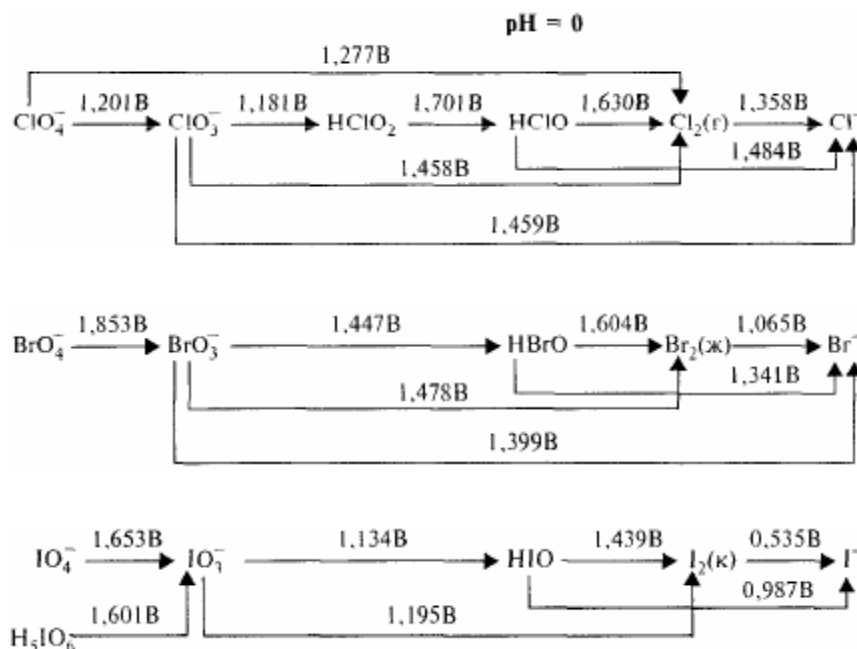 pH = 0
1,277В
1,201В 1,181В 1,701В 1,630В 1,358В
ClO₄⁻ ClO₃⁻ HClO₂ HClO Cl₂(г) Cl⁻
1,484В
1,458В
1,459В
1,853В 1,447В 1,604В 1,065В
BrO₄⁻ BrO₃⁻ HBrO Br₂(ж) Br⁻
1,341В
1,478В
1,399В
1,653В 1,134В 1,439В 0,535В
IO₄⁻ IO₃⁻ HIO I₂(к) I⁻
0,987В
1,601В 1,195В
H₅IO₆